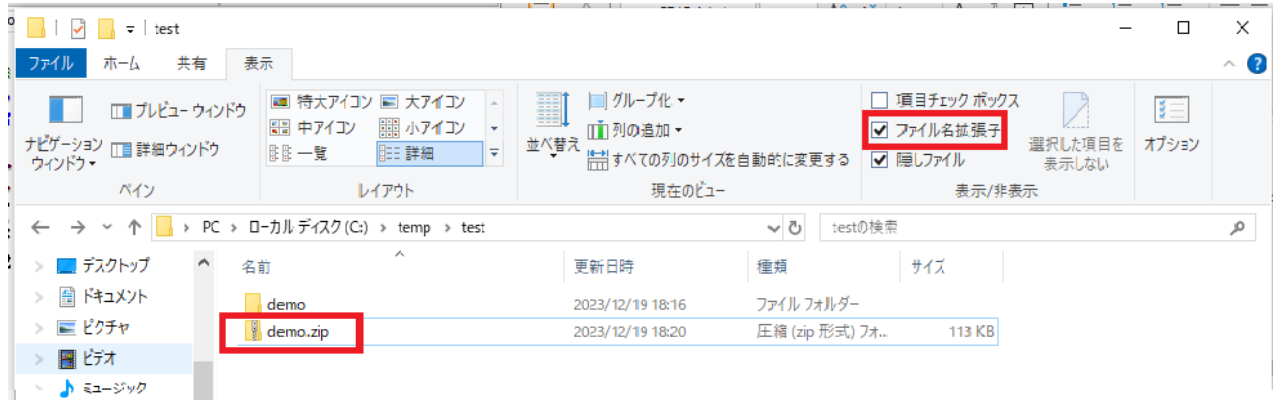 test
ファイル ホーム 共有 表示
ナビゲーション ウィンドウ
プレビュー ウィンドウ
詳細ウィンドウ
ペイン
特大アイコン 大アイコン
中アイコン 小アイコン
一覧 詳細
レイアウト
並べ替え
グループ化
列の追加
すべての列のサイズを自動的に変更する
現在のビュー
項目チェック ボックス
ファイル名拡張子
隠しファイル
選択した項目を
表示しない
表示/非表示
オプション
PC > ローカル ディスク (C:) > temp > test
testの検索
デスクトップ
ドキュメント
ピクチャ
ビデオ
ミュージック
名前 更新日時 種類 サイズ
demo 2023/12/19 18:16 ファイル フォルダー
demo.zip 2023/12/19 18:20 圧縮 (zip 形式) フォ... 113 KB